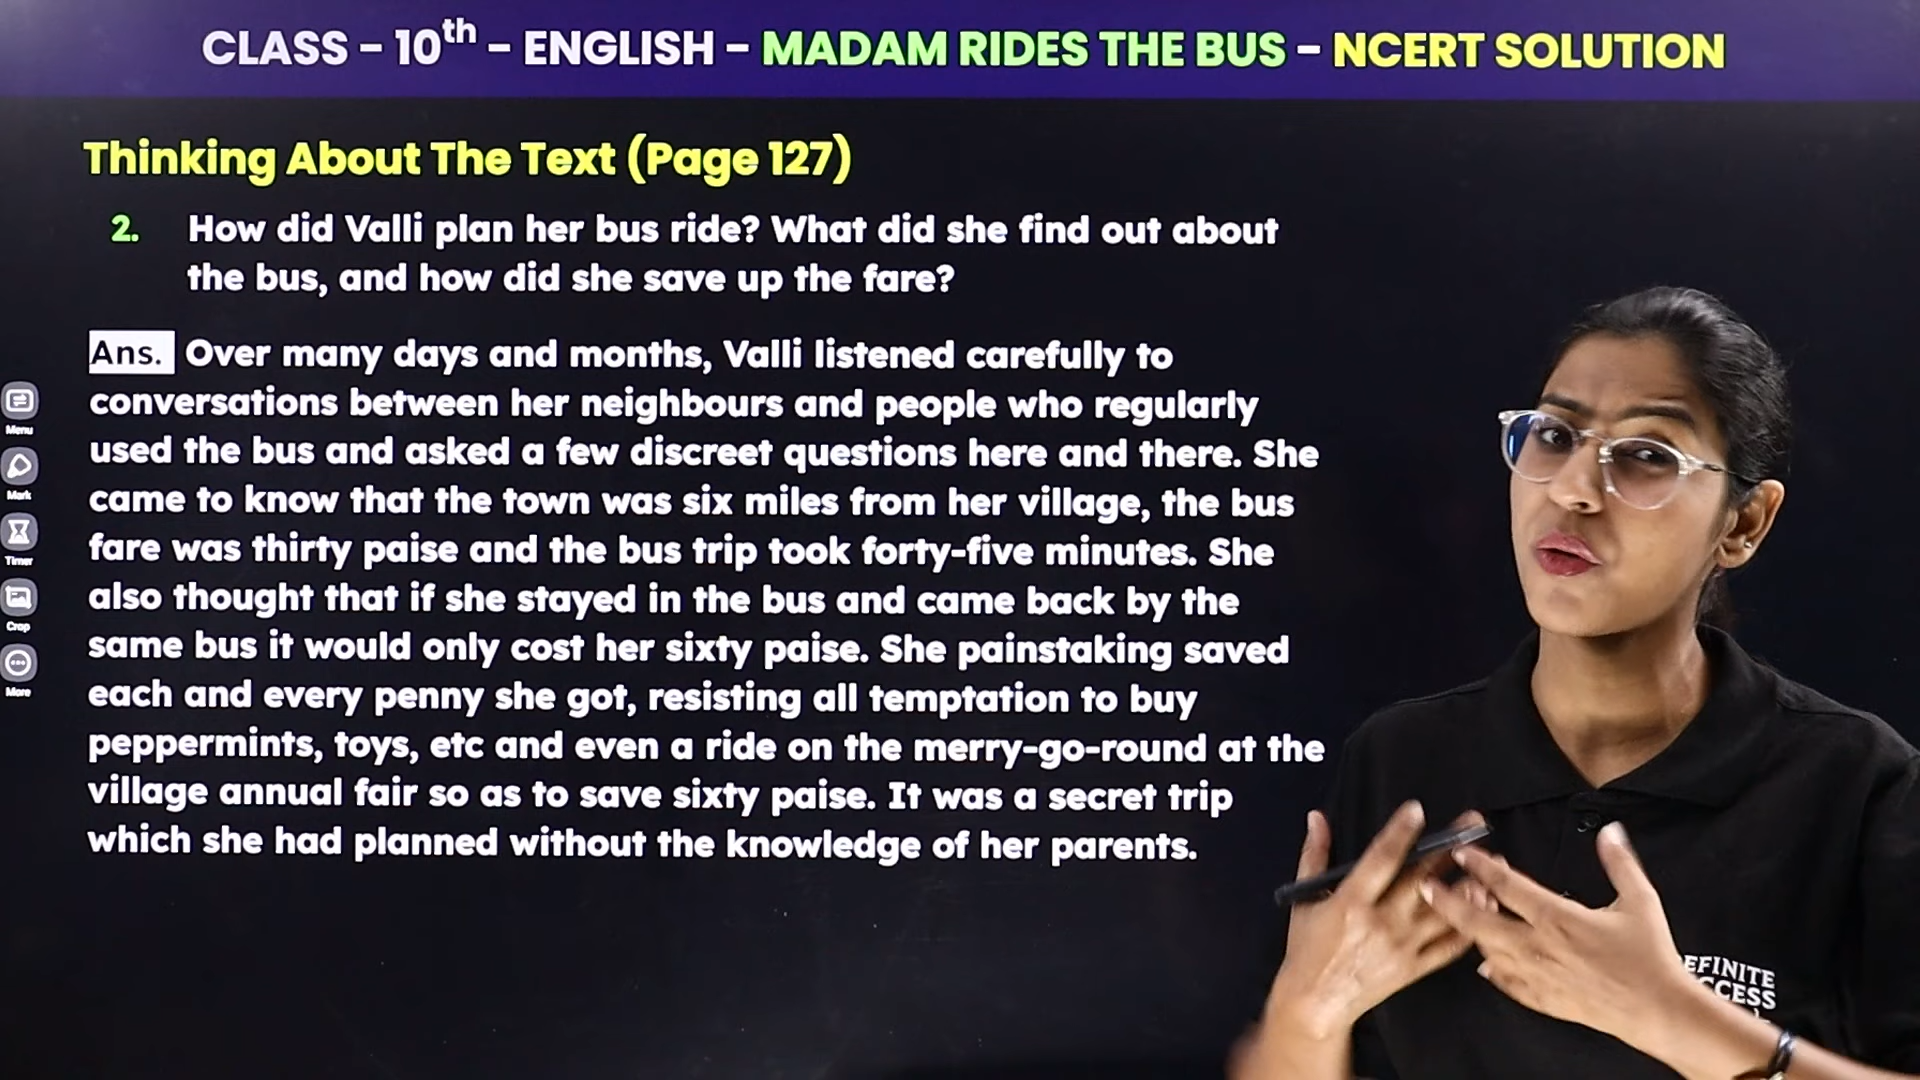 CLASS – 10th – ENGLISH – MADAM RIDES THE BUS – NCERT SOLUTION
Thinking About The Text (Page 127)
2. How did Valli plan her bus ride? What did she find out about
the bus, and how did she save up the fare?
Ans. Over many days and months, Valli listened carefully to
conversations between her neighbours and people who regularly
used the bus and asked a few discreet questions here and there. She
came to know that the town was six miles from her village, the bus
fare was thirty paise and the bus trip took forty-five minutes. She
also thought that if she stayed in the bus and came back by the
same bus it would only cost her sixty paise. She painstaking saved
each and every penny she got, resisting all temptation to buy
peppermints, toys, etc and even a ride on the merry-go-round at the
village annual fair so as to save sixty paise. It was a secret trip
which she had planned without the knowledge of her parents.
Menu
Mark
Timer
Crop
More
EFINITE
CCESS